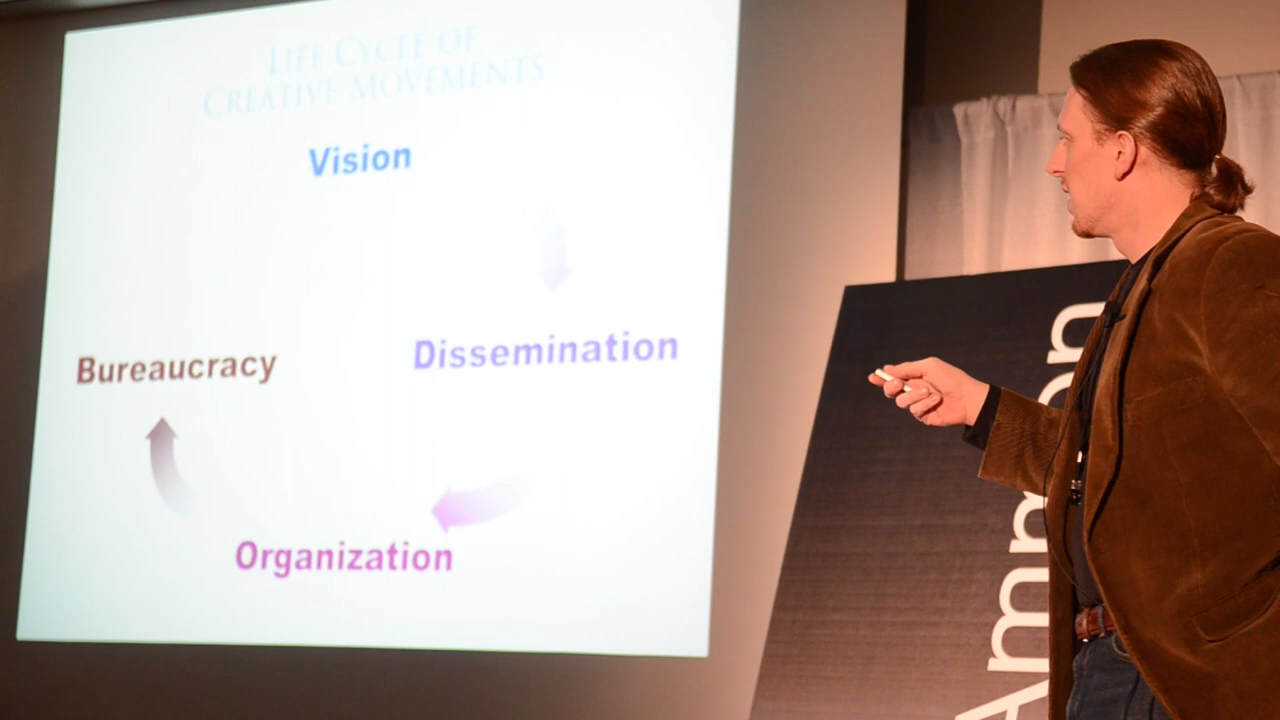 LIFE CYCLE OF
CREATIVE MOVEMENTS
Vision
Dissemination
Bureaucracy
Organization